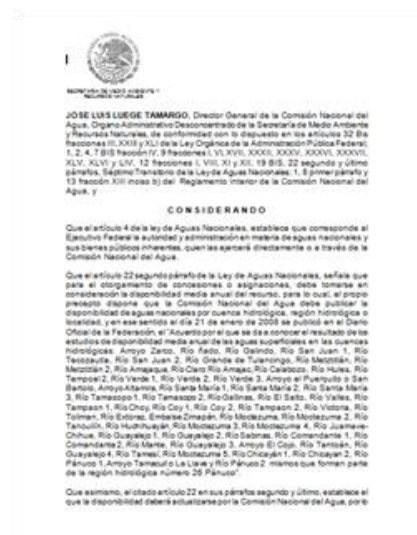 SECRETARÍA DE MEDIO AMBIENTE Y
RECURSOS NATURALES
JOSE LUIS LUEGE TAMARGO, Director General de la Comisión Nacional del
Agua, Órgano Administrativo Desconcentrado de la Secretaría de Medio Ambiente
y Recursos Naturales, de conformidad con lo dispuesto en los artículos 32 Bis
fracciones III, XXIII y XLI de la Ley Orgánica de la Administración Pública Federal;
1, 2, 4, 7 BIS fracción IV, 9 fracciones I, VI, XVII, XXXII, XXXV, XXXVI, XXXVII,
XLV, XLVI y LIV, 12 fracciones I, VIII, XI y XII, 19 BIS, 22 segundo y último
párrafos, Séptimo Transitorio de la Ley de Aguas Nacionales; 1, 8 primer párrafo y
13 fracción XIII inciso b) del Reglamento Interior de la Comisión Nacional del
Agua, y
C O N S I D E R A N D O
Que el artículo 4 de la ley de Aguas Nacionales, establece que corresponde al
Ejecutivo Federal la autoridad y administración en materia de aguas nacionales y
sus bienes públicos inherentes, quien las ejercerá directamente o a través de la
Comisión Nacional del Agua.
Que el artículo 22 segundo párrafo de la Ley de Aguas Nacionales, señala que
para el otorgamiento de concesiones o asignaciones, debe tomarse en
consideración la disponibilidad media anual del recurso, para lo cual, el propio
precepto dispone que la Comisión Nacional del Agua debe publicar la
disponibilidad de aguas nacionales por cuenca hidrológica, región hidrológica o
localidad, y en ese sentido el día 21 de enero de 2008 se publicó en el Diario
Oficial de la Federación, el "Acuerdo por el que se da a conocer el resultado de los
estudios de disponibilidad media anual de las aguas superficiales en las cuencas
hidrológicas: Arroyo Zarco, Río Ñado, Río Galindo, Río San Juan 1, Río
Tecozautla, Río San Juan 2, Río Grande de Tulancingo, Río Metztitlán, Río
Metztitlán 2, Río Amajaque, Río Claro, Río Amajac, Río Calabozo, Río Hules, Río
Tempoal 2, Río Verde 1, Río Verde 2, Río Verde 3, Arroyo el Puerquito o San
Bartolo, Arroyo Altamira, Río Santa María 1, Río Santa María 2, Río Santa María
3, Río Tamasopo 1, Río Tamasopo 2, Río Gallinas, Río El Salto, Río Valles, Río
Tampaón 1, Río Choy, Río Coy 1, Río Coy 2, Río Tampaón 2, Río Victoria, Río
Tolimán, Río Extoraz, Embalse Zimapán, Río Moctezuma, Río Moctezuma 2, Río
Tancuilín, Río Huichihuayán, Río Moctezuma 3, Río Moctezuma 4, Río Jaumave-
Chihue, Río Guayalejo 1, Río Guayalejo 2, Río Sabinas, Río Comandante 1, Río
Comandante 2, Río Mante, Río Guayalejo 3, Arroyo El Cojo, Río Tantoán, Río
Guayalejo 4, Río Tamesí, Río Moctezuma 5, Río Chicayán 1, Río Chicayán 2, Río
Pánuco 1, Arroyo Tamacuil o La Llave y Río Pánuco 2 mismos que forman parte
de la región hidrológica número 26 Pánuco".
Que asimismo, el citado artículo 22 en sus párrafos segundo y último, establece el
que la disponibilidad deberá actualizarse por la Comisión Nacional del Agua, por lo